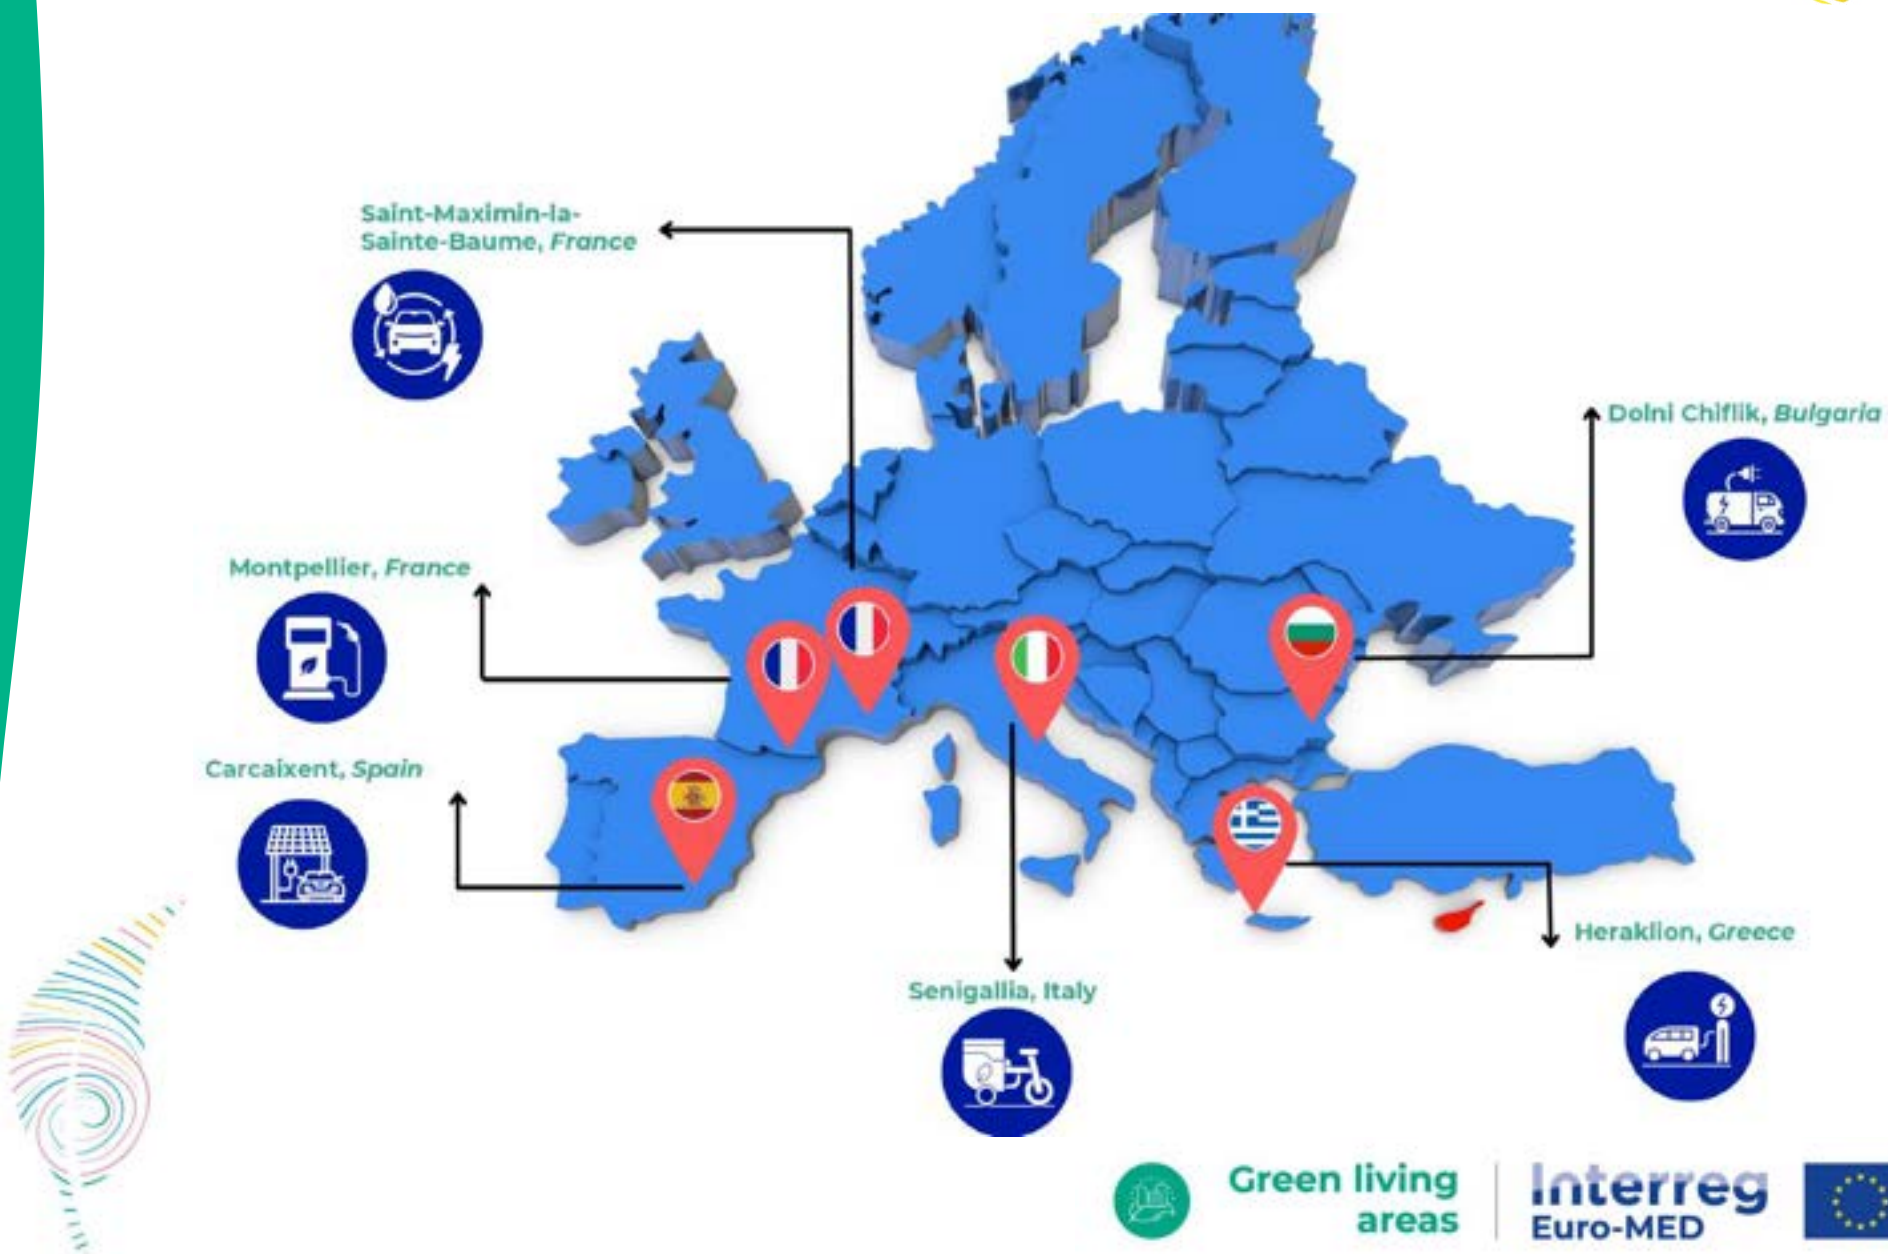 Saint-Maximin-la-
Sainte-Baume, France
Dolni Chiflik, Bulgaria
Montpellier, France
Carcaixent, Spain
Heraklion, Greece
Senigallia, Italy
Green living
areas
Interreg
Euro-MED